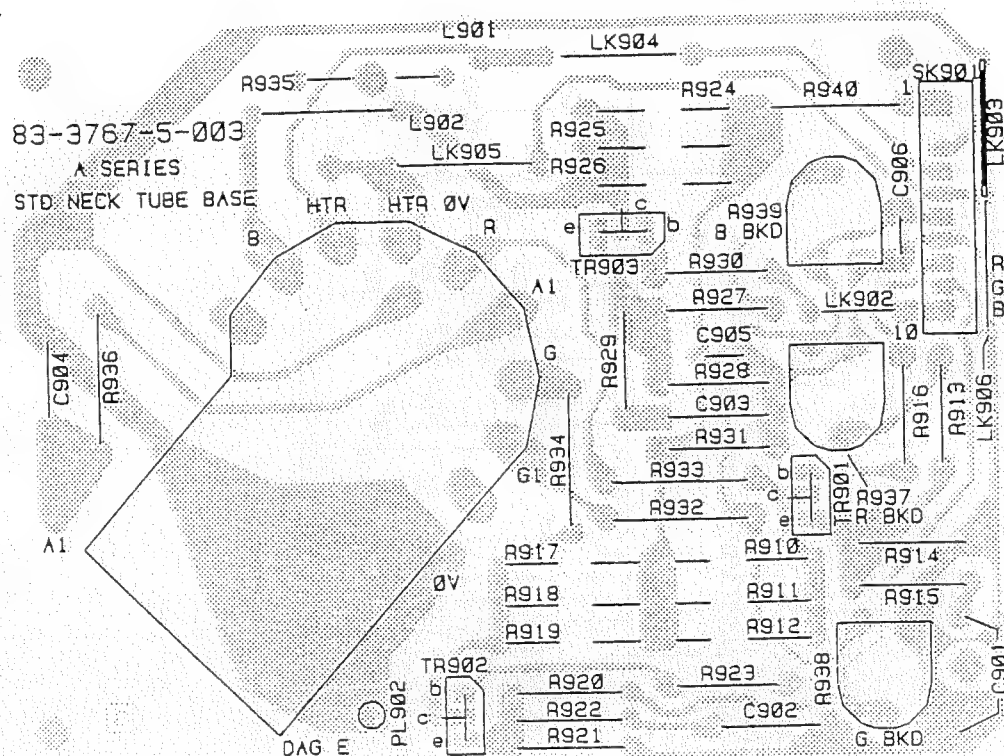 L901
LK904
SK901
R935
R924
R940
1
LK903
83-3767-5-003
L902
R925
A SERIES
LK905
R926
C906
STD NECK TUBE BASE
HTR
HTR 0V
R939
B BKD
B
R
e
c
b
TR903
R930
R
G
B
A1
R927
LK902
10
C905
G
R929
R928
C904
R936
C903
R916
R913
LK906
R931
R934
G1
R933
b
c
e
TR901
R937
R BKD
R932
A1
R917
R910
R914
0V
R918
R911
R915
R919
R912
TR902
R938
C901
b
c
e
PL902
R920
R923
R922
C902
R921
G BKD
DAG E